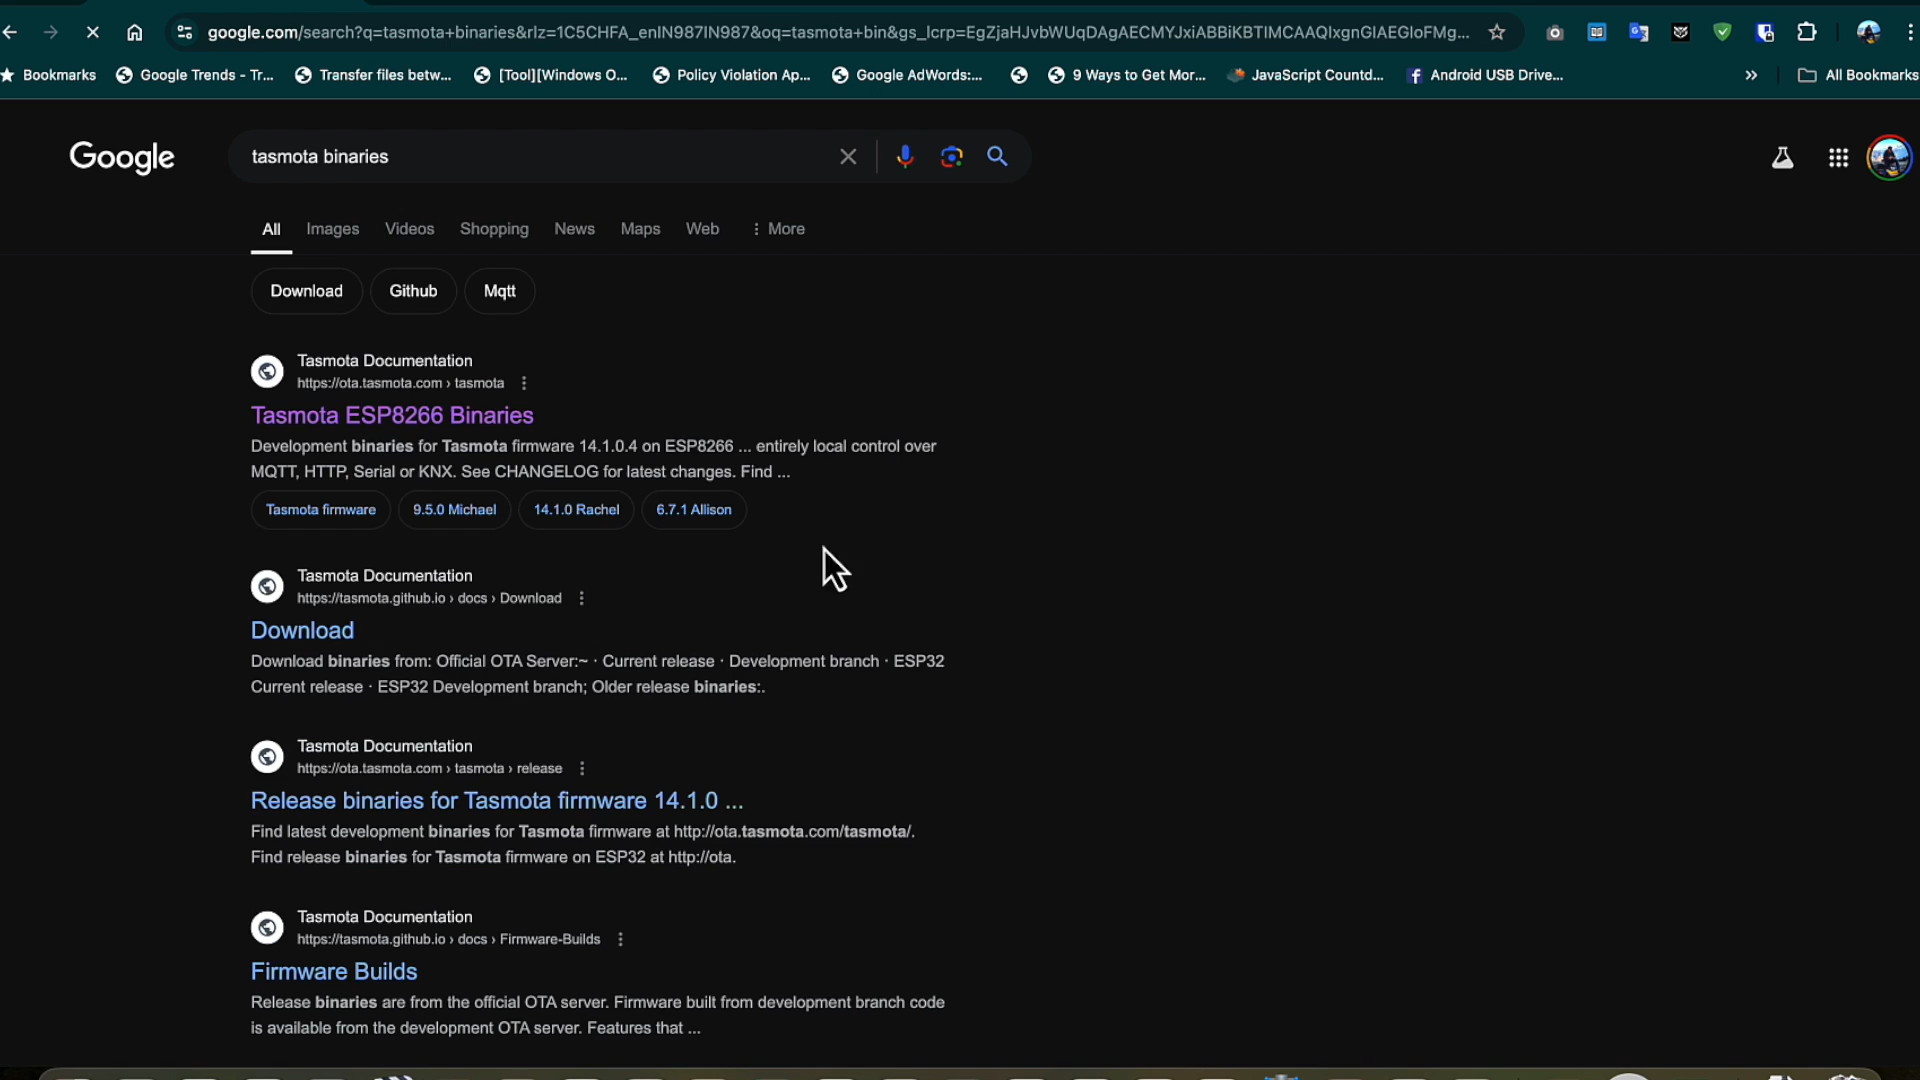 google.com/search?q=tasmota+binaries&rlz=1C5CHFA_enIN987IN987&oq=tasmota+bin&gs_lcrp=EgZjaHJvbWUqDAgAECMYJxiABBiKBTIMCAAQIxgnGIAEGIoFMg...
Bookmarks Google Trends - Tr... Transfer files betw... [Tool][Windows O... Policy Violation Ap... Google AdWords:... 9 Ways to Get Mor... JavaScript Countd... Android USB Drive... » All Bookmarks
Google tasmota binaries
All Images Videos Shopping News Maps Web More
Download Github Mqtt
Tasmota Documentation
https://ota.tasmota.com › tasmota
Tasmota ESP8266 Binaries
Development binaries for Tasmota firmware 14.1.0.4 on ESP8266 ... entirely local control over
MQTT, HTTP, Serial or KNX. See CHANGELOG for latest changes. Find ...
Tasmota firmware 9.5.0 Michael 14.1.0 Rachel 6.7.1 Allison
Tasmota Documentation
https://tasmota.github.io › docs › Download
Download
Download binaries from: Official OTA Server:~ · Current release · Development branch · ESP32
Current release · ESP32 Development branch; Older release binaries:.
Tasmota Documentation
https://ota.tasmota.com › tasmota › release
Release binaries for Tasmota firmware 14.1.0 ...
Find latest development binaries for Tasmota firmware at http://ota.tasmota.com/tasmota/.
Find release binaries for Tasmota firmware on ESP32 at http://ota.
Tasmota Documentation
https://tasmota.github.io › docs › Firmware-Builds
Firmware Builds
Release binaries are from the official OTA server. Firmware built from development branch code
is available from the development OTA server. Features that ...